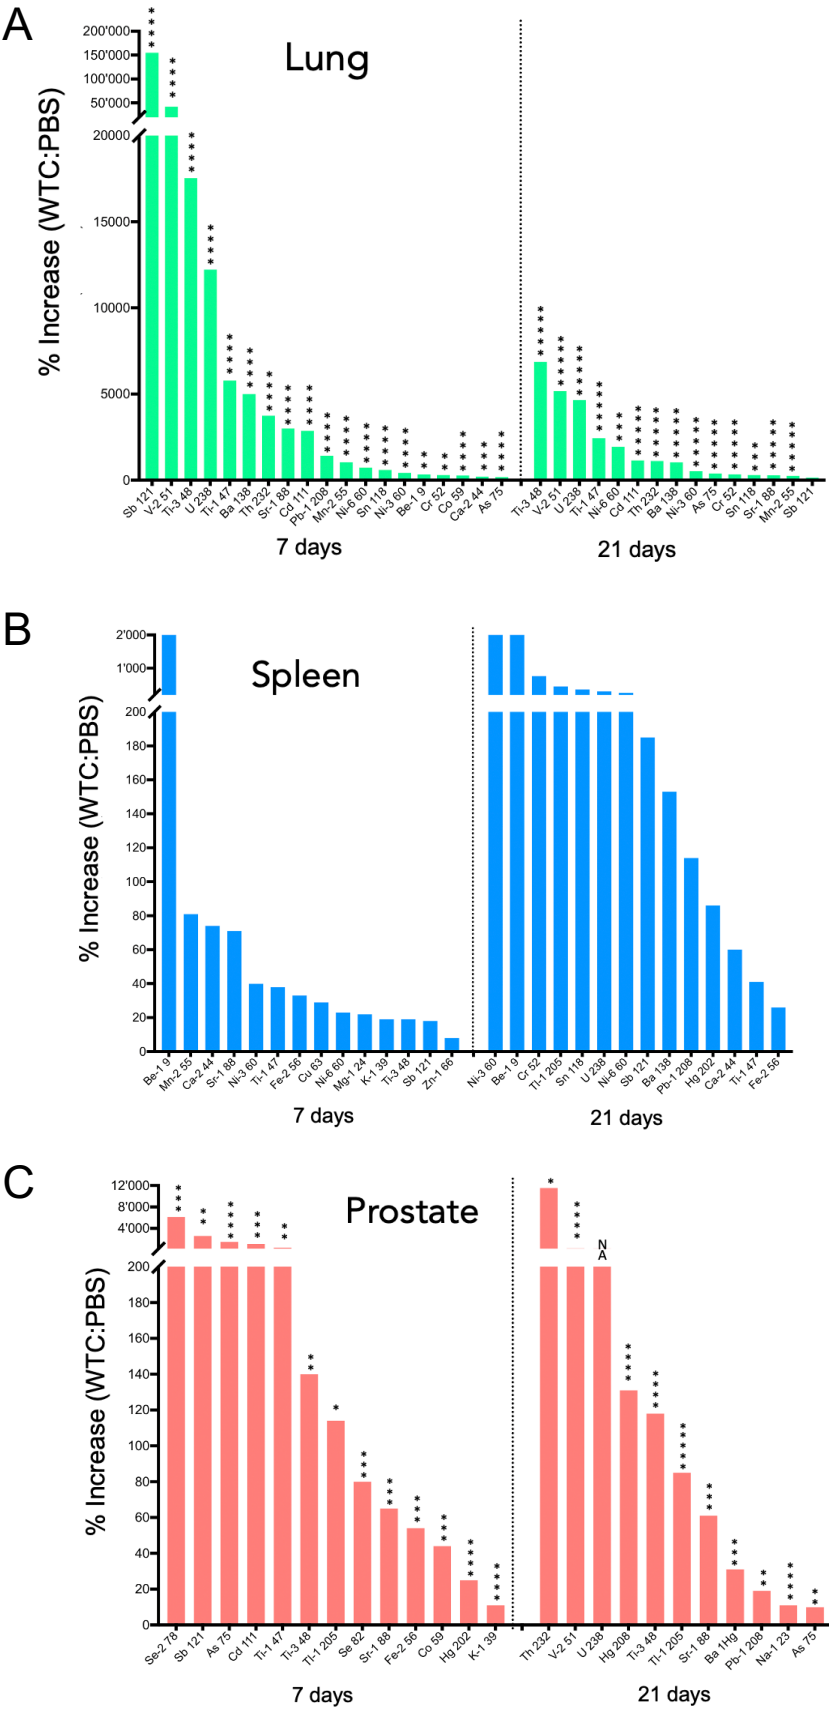 A
Lung
% Increase (WTC:PBS)
200'000
150'000
100'000
50'000
20000
15000
10000
5000
0
Sb 121 V-2 51 Ti-3 48 U 238 Ti-1 47 Ba 138 Th 232 Sr-1 88 Cd 111 Pb-1 208 Mn-2 55 Ni-6 60 Sn 118 Ni-3 60 Be-1 9 Cr 52 Co 59 Ca-2 44 As 75
Ti-3 48 V-2 51 U 238 Ti-1 47 Ni-6 60 Cd 111 Th 232 Ba 138 Ni-3 60 As 75 Cr 52 Sn 118 Sr-1 88 Mn-2 55 Sb 121
7 days
21 days
B
Spleen
% Increase (WTC:PBS)
2'000
1'000
200
180
160
140
120
100
80
60
40
20
0
Be-1 9 Mn-2 55 Ca-2 44 Sr-1 88 Ni-3 60 Ti-1 47 Fe-2 56 Cu 63 Ni-6 60 Mg-1 24 K-1 39 Ti-3 48 Sb 121 Zn-1 66
Ni-3 60 Be-1 9 Cr 52 Tl-1 205 Sn 118 U 238 Ni-6 60 Sb 121 Ba 138 Pb-1 208 Hg 202 Ca-2 44 Ti-1 47 Fe-2 56
7 days
21 days
C
Prostate
% Increase (WTC:PBS)
12'000
8'000
4'000
200
180
160
140
120
100
80
60
40
20
0
N
A
Se-2 78 Sb 121 As 75 Cd 111 Ti-1 47 Ti-3 48 Tl-1 205 Se 82 Sr-1 88 Fe-2 56 Co 59 Hg 202 K-1 39
Th 232 V-2 51 U 238 Hg 208 Ti-3 48 Tl-1 205 Sr-1 88 Ba 1Hg Pb-1 208 Na-1 23 As 75
7 days
21 days